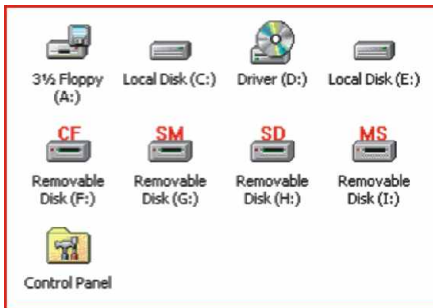 3½ Floppy (A:)
Local Disk (C:)
Driver (D:)
Local Disk (E:)
CF
Removable Disk (F:)
SM
Removable Disk (G:)
SD
Removable Disk (H:)
MS
Removable Disk (I:)
Control Panel